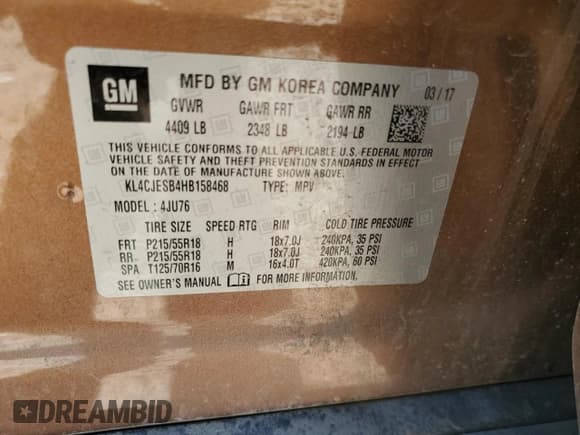 GM
MFD BY GM KOREA COMPANY 03/17
GVWR GAWR FRT GAWR RR
4409 LB 2348 LB 2194 LB
THIS VEHICLE CONFORMS TO ALL APPLICABLE U.S. FEDERAL MOTOR
VEHICLE SAFETY AND THEFT PREVENTION STANDARDS IN EFFECT
ON THE DATE OF MANUFACTURE SHOWN ABOVE.
KL4CJESB4HB158468 TYPE: MPV
MODEL: 4JU76
TIRE SIZE SPEED RTG RIM COLD TIRE PRESSURE
FRT P215/55R18 H 18x7.0J 240KPA, 35 PSI
RR- P215/55R18 H 18x7.0J 240KPA, 35 PSI
SPA T125/70R16 M 16x4.0T 420KPA, 60 PSI
SEE OWNER'S MANUAL FOR MORE INFORMATION.
DREAMBID